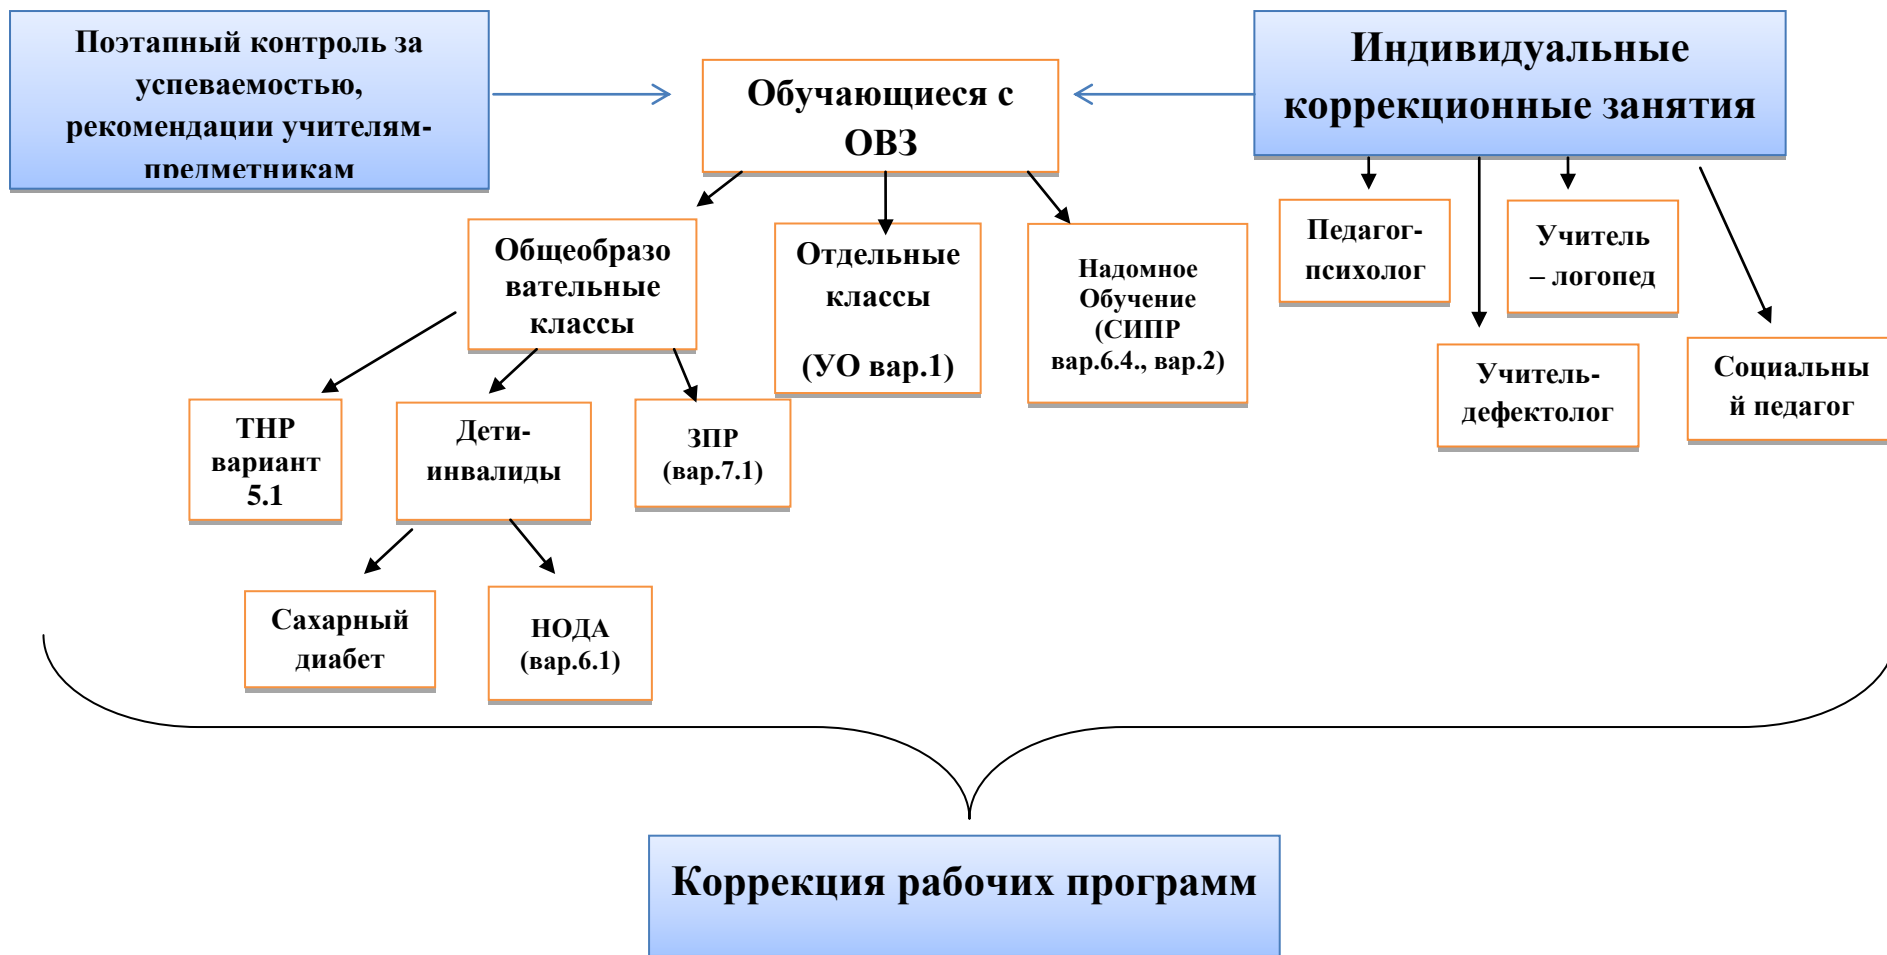 Поэтапный контроль за
успеваемостью,
рекомендации учителям-
предметникам
Обучающиеся с
ОВЗ
Индивидуальные
коррекционные занятия
Общеобразо
вательные
классы
Отдельные
классы
(УО вар.1)
Надомное
Обучение
(СИПР
вар.6.4., вар.2)
Педагог-
психолог
Учитель
– логопед
Учитель-
дефектолог
Социальны
й педагог
ТНР
вариант
5.1
Дети-
инвалиды
ЗПР
(вар.7.1)
Сахарный
диабет
НОДА
(вар.6.1)
Коррекция рабочих программ